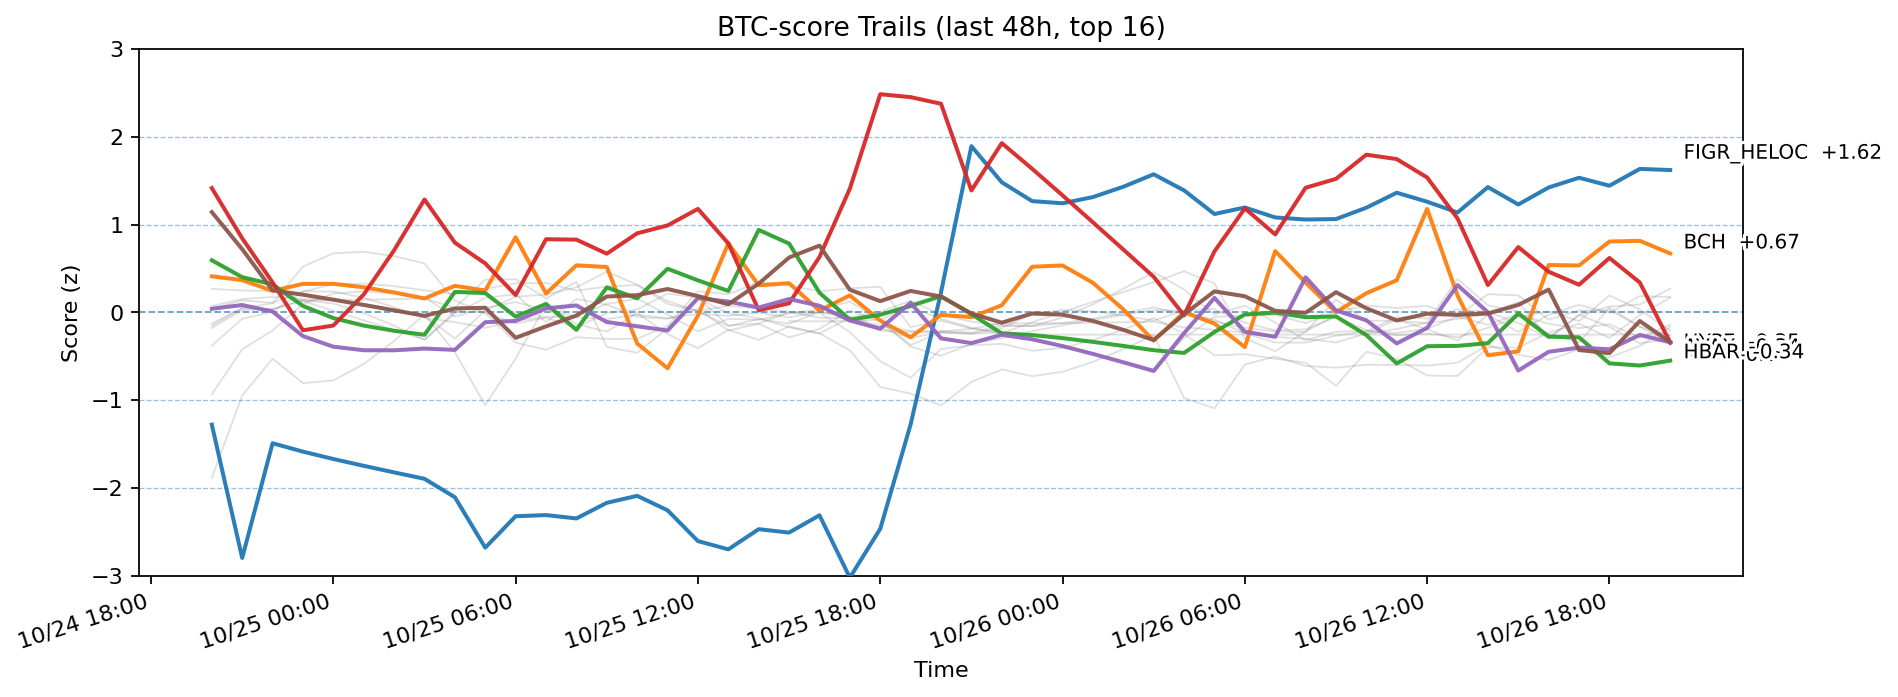 BTC-score Trails (last 48h, top 16)
Score (z)
3
2
1
0
−1
−2
−3
FIGR_HELOC +1.62
BCH +0.67
HBAR -0.34
10/24 18:00
10/25 00:00
10/25 06:00
10/25 12:00
10/25 18:00
10/26 00:00
10/26 06:00
10/26 12:00
10/26 18:00
Time